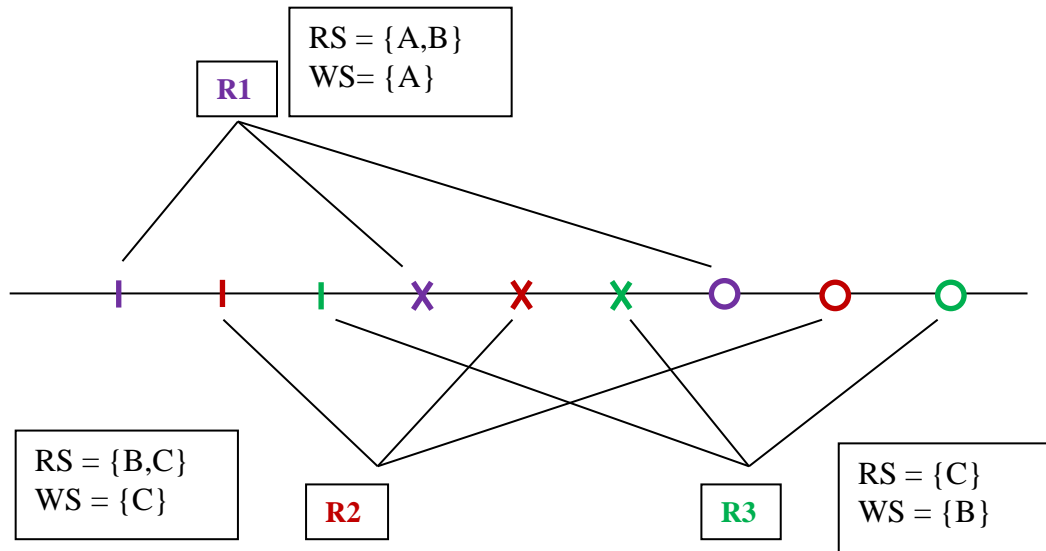 RS = {A,B}
WS= {A}
R1
RS = {B,C}
WS = {C}
R2
R3
RS = {C}
WS = {B}